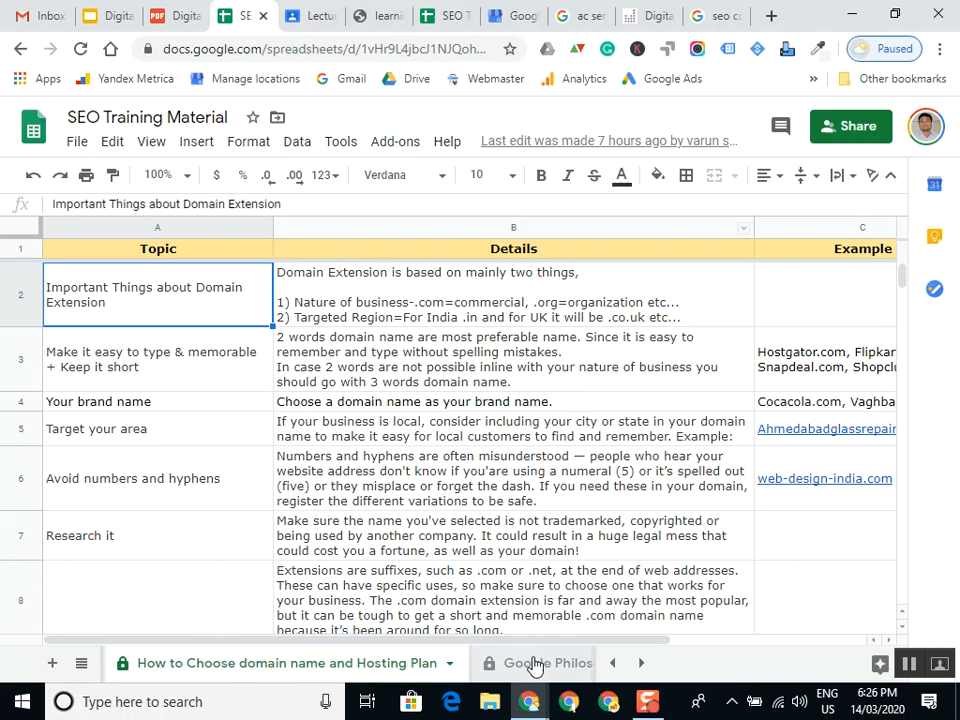 Inbox
Digita
Digita
SE
Lectu
learni
SEO T
Goog
ac ser
Digita
seo co
docs.google.com/spreadsheets/d/1vHr9L4jbcJ1NJQoh...
Paused
Apps
Yandex Metrica
Manage locations
Gmail
Drive
Webmaster
Analytics
Google Ads
»
Other bookmarks
SEO Training Material
Share
File Edit View Insert Format Data Tools Add-ons Help
Last edit was made 7 hours ago by varun s...
100%
$ % .0 .00 123
Verdana
10
B I S A
fx Important Things about Domain Extension
A B C
1 Topic Details Example
2
Important Things about Domain
Extension
Domain Extension is based on mainly two things,
1) Nature of business-.com=commercial, .org=organization etc...
2) Targeted Region=For India .in and for UK it will be .co.uk etc...
3
Make it easy to type & memorable
+ Keep it short
2 words domain name are most preferable name. Since it is easy to
remember and type without spelling mistakes.
In case 2 words are not possible inline with your nature of business you
should go with 3 words domain name.
Hostgator.com, Flipkar
Snapdeal.com, Shopclu
4 Your brand name Choose a domain name as your brand name. Cocacola.com, Vaghba
5 Target your area
If your business is local, consider including your city or state in your domain
name to make it easy for local customers to find and remember. Example:
Ahmedabadglassrepair
6 Avoid numbers and hyphens
Numbers and hyphens are often misunderstood — people who hear your
website address don't know if you'are using a numeral (5) or it's spelled out
(five) or they misplace or forget the dash. If you need these in your domain,
register the different variations to be safe.
web-design-india.com
7 Research it
Make sure the name you've selected is not trademarked, copyrighted or
being used by another company. It could result in a huge legal mess that
could cost you a fortune, as well as your domain!
8
Extensions are suffixes, such as .com or .net, at the end of web addresses.
These can have specific uses, so make sure to choose one that works for
your business. The .com domain extension is far and away the most popular,
but it can be tough to get a short and memorable .com domain name
because it's been around for so long.
How to Choose domain name and Hosting Plan
Google Philos
Type here to search
ENG
US
6:26 PM
14/03/2020